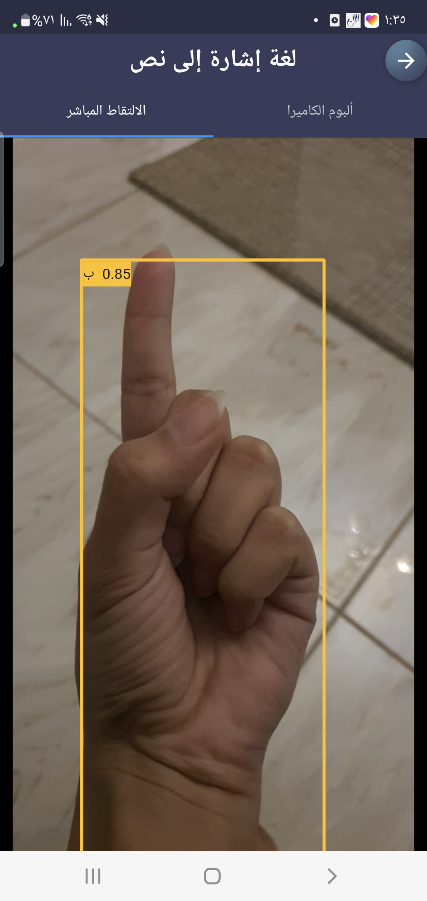 ١:٣٥
%٧١
لغة إشارة إلى نص
ألبوم الكاميرا
الالتقاط المباشر
ب 0.85